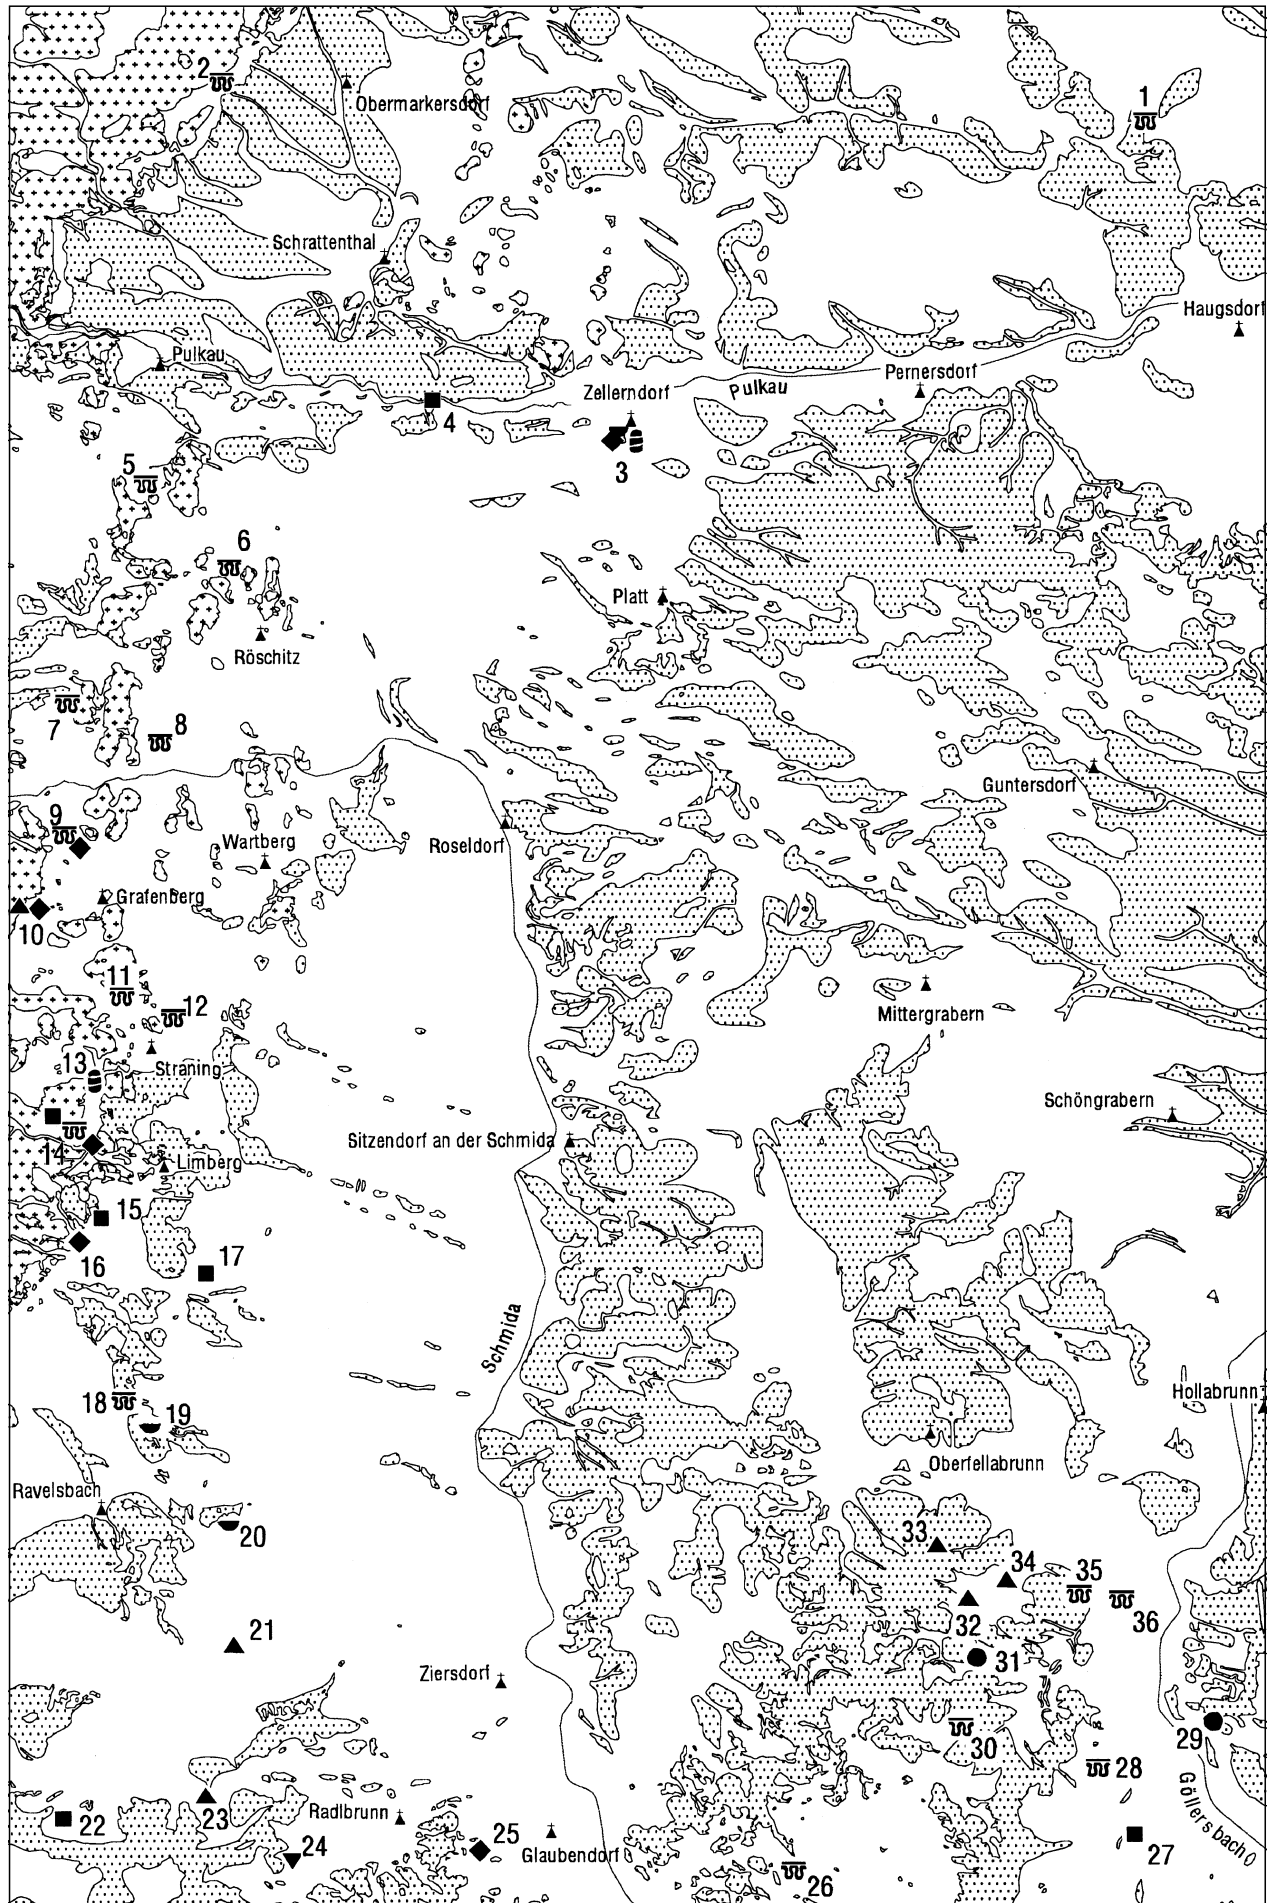 2
Obermarkersdorf
1
Schrattenthal
Haugsdorf
Pulkau
Pernersdorf
Zellerndorf
Pulkau
4
3
5
6
Platt
Röschitz
7
8
Guntersdorf
9
Wartberg
Roseldorf
Grafenberg
10
11
12
Mittergrabern
13
Straning
Schöngrabern
14
Sitzendorf an der Schmida
Limberg
15
16
17
Schmida
18
19
Hollabrunn
Oberfellabrunn
Ravelsbach
20
33
34
35
32
36
21
31
Ziersdorf
29
30
28
Göllersbach
22
23
Radlbrunn
24
25
Glaubendorf
27
26